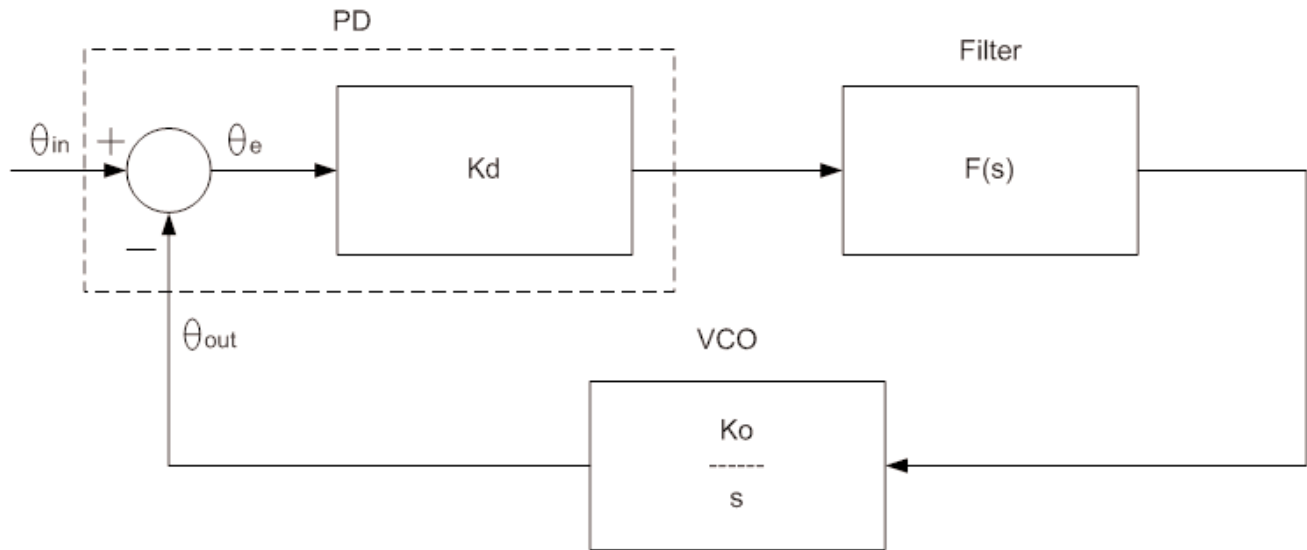 PD
Filter
θin
+
θe
Kd
F(s)
−
θout
VCO
Ko
------
s